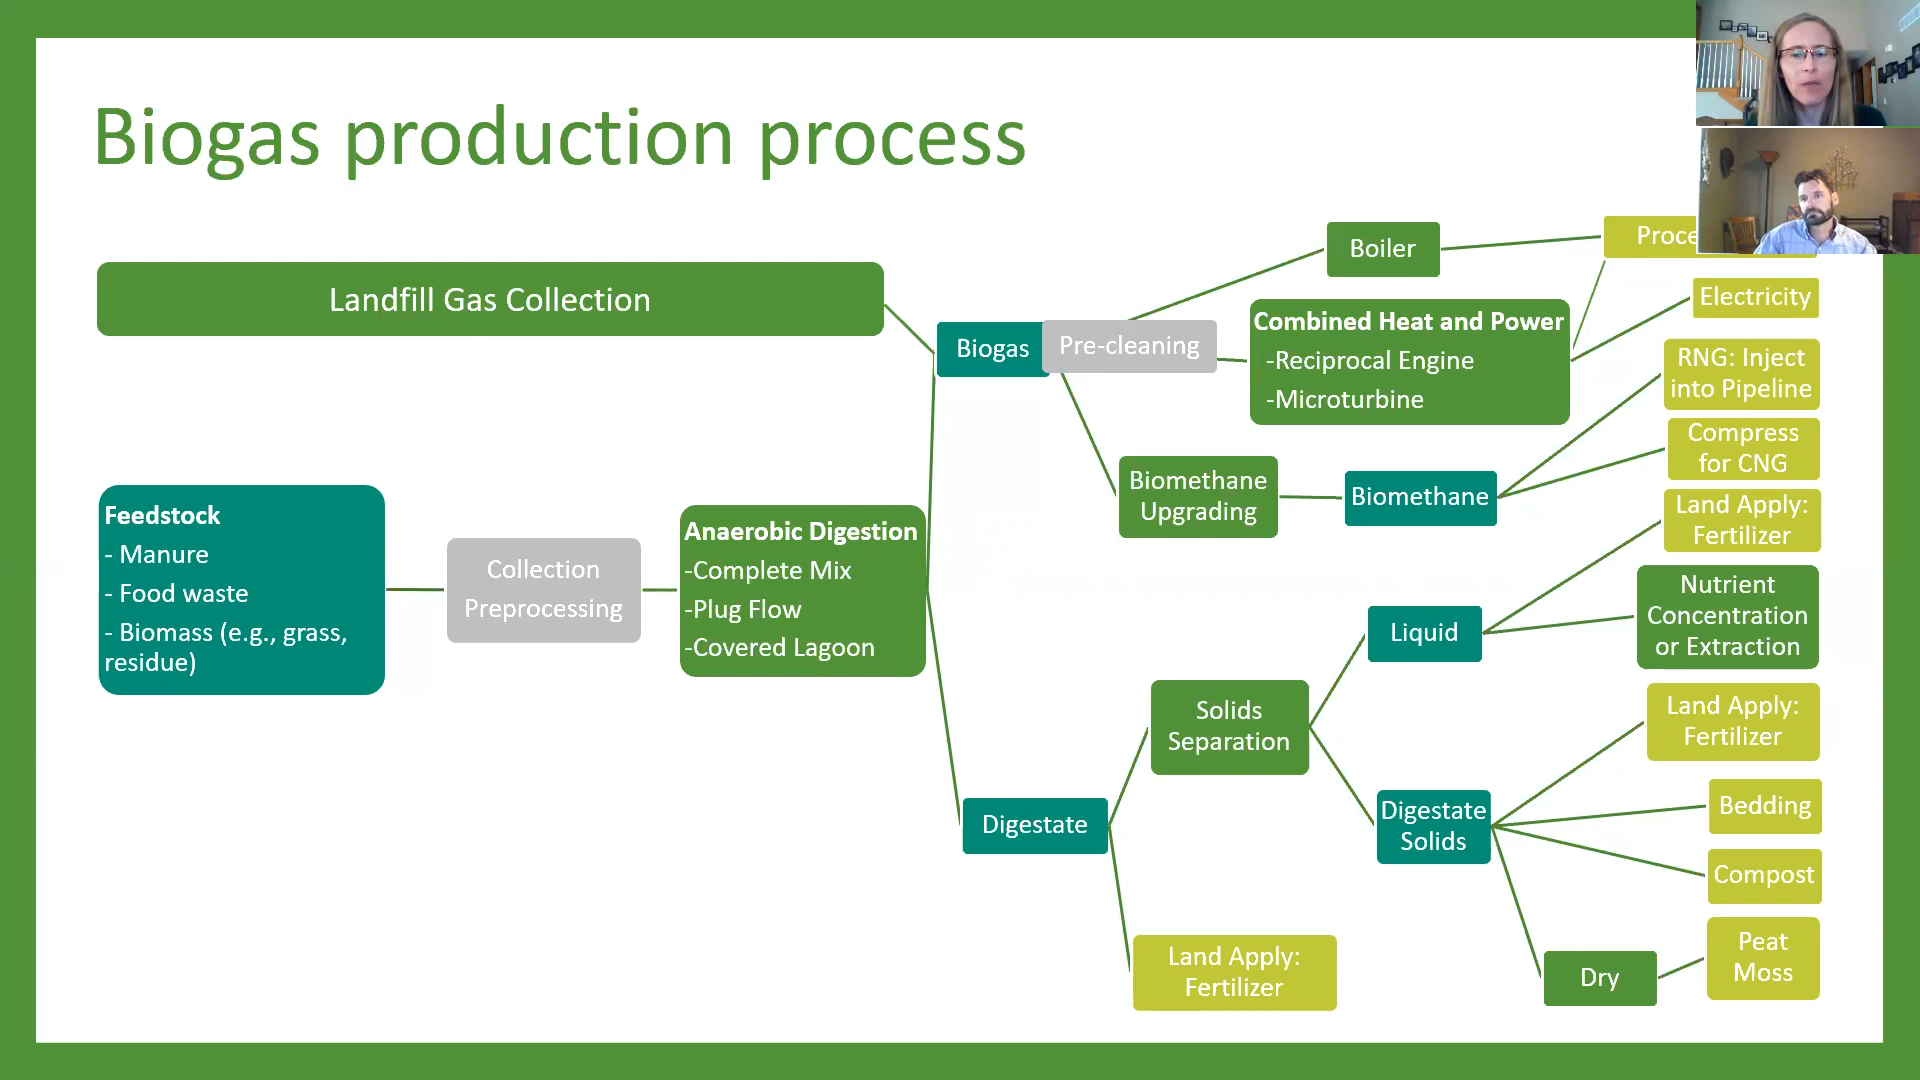 Biogas production process
Landfill Gas Collection
Feedstock
- Manure
- Food waste
- Biomass (e.g., grass,
residue)
Collection
Preprocessing
Anaerobic Digestion
-Complete Mix
-Plug Flow
-Covered Lagoon
Biogas
Pre-cleaning
Boiler
Combined Heat and Power
-Reciprocal Engine
-Microturbine
Electricity
Biomethane
Upgrading
Biomethane
RNG: Inject
into Pipeline
Compress
for CNG
Digestate
Solids
Separation
Land Apply:
Fertilizer
Liquid
Land Apply:
Fertilizer
Nutrient
Concentration
or Extraction
Digestate
Solids
Land Apply:
Fertilizer
Bedding
Compost
Dry
Peat
Moss